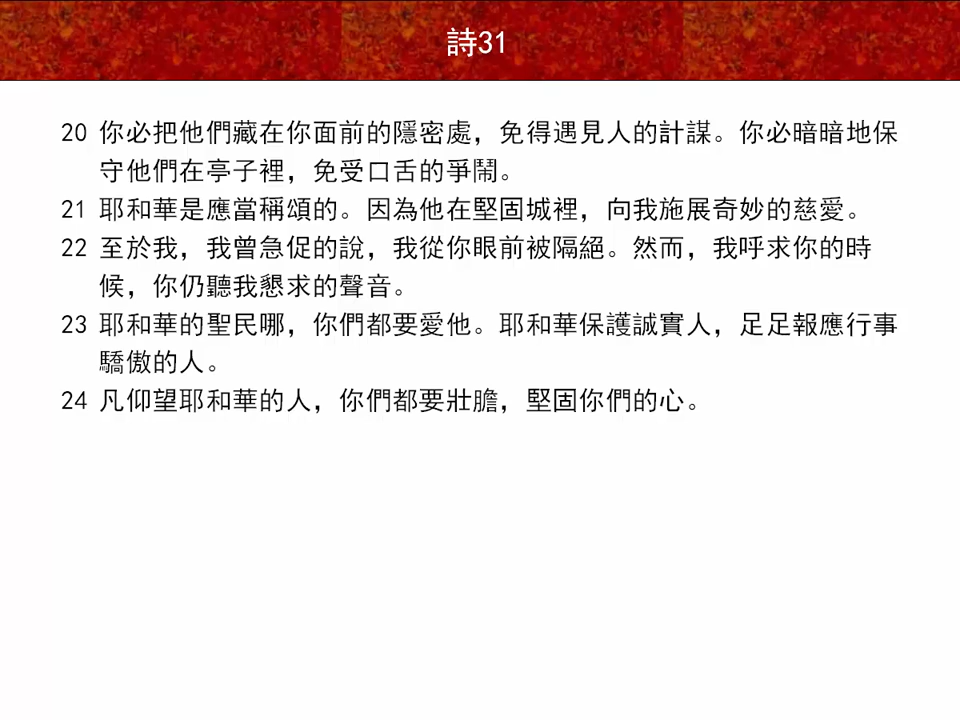 詩31
20 你必把他們藏在你面前的隱密處，免得遇見人的計謀。你必暗暗地保
守他們在亭子裡，免受口舌的爭鬧。
21 耶和華是應當稱頌的。因為他在堅固城裡，向我施展奇妙的慈愛。
22 至於我，我曾急促的說，我從你眼前被隔絕。然而，我呼求你的時
候，你仍聽我懇求的聲音。
23 耶和華的聖民哪，你們都要愛他。耶和華保護誠實人，足足報應行事
驕傲的人。
24 凡仰望耶和華的人，你們都要壯膽，堅固你們的心。